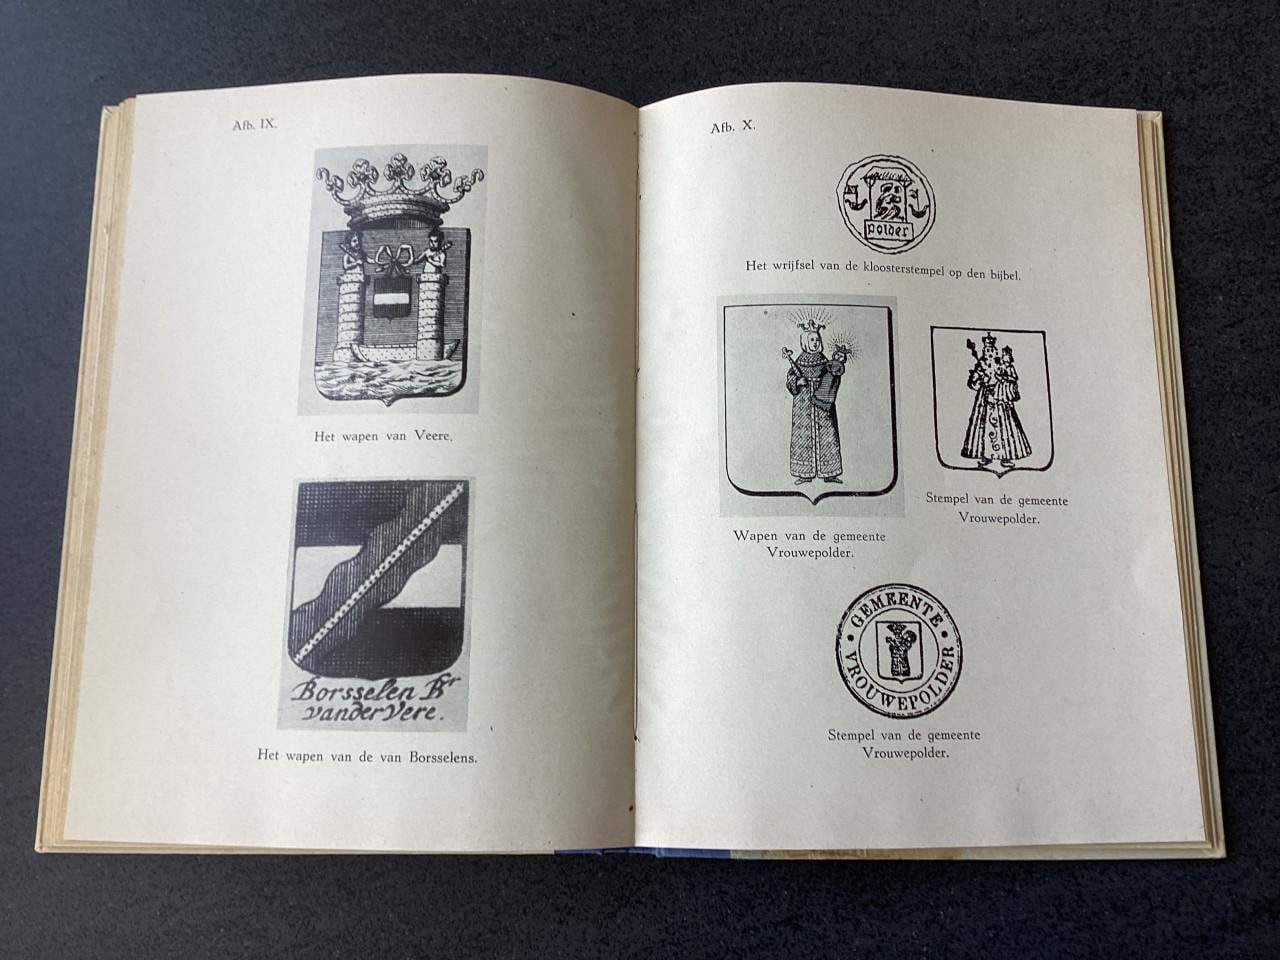 Afb. IX.
Het wapen van Veere.
Borsselen Br
vander Vere.
Het wapen van de van Borsselens.
Afb. X.
polder
Het wrijfsel van de kloosterstempel op den bijbel.
Wapen van de gemeente
Vrouwepolder.
Stempel van de gemeente
Vrouwepolder.
GEMEENTE
VROUWEPOLDER
Stempel van de gemeente
Vrouwepolder.